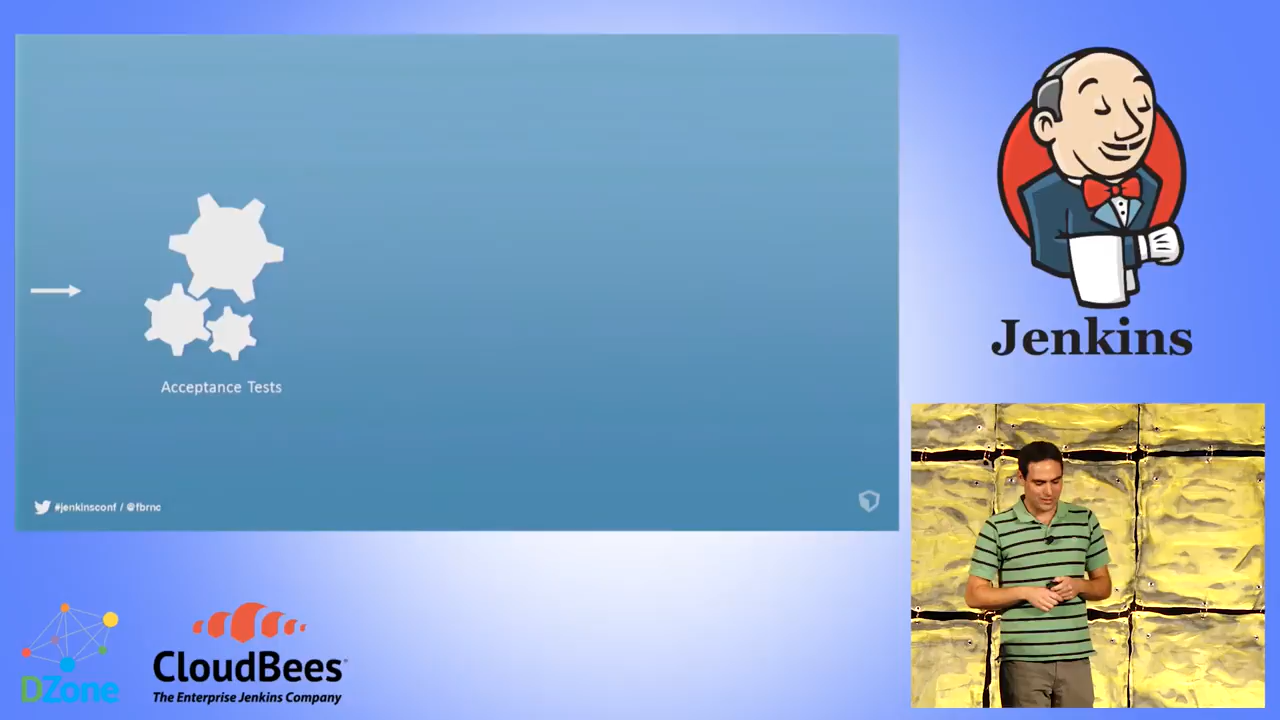 Acceptance Tests
#jenkinsconf / @fbrnc
Jenkins
DZone
CloudBees
The Enterprise Jenkins Company